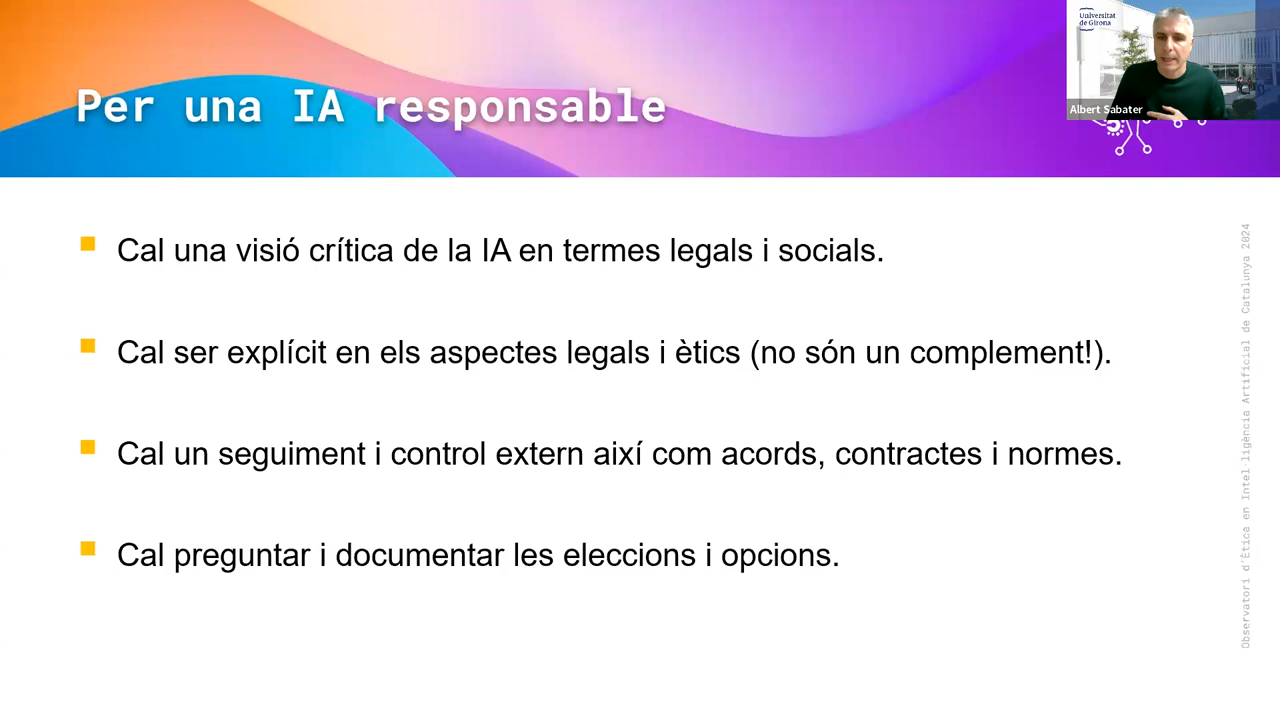 Per una IA responsable
Universitat
de Girona
Albert Sabater
Cal una visió crítica de la IA en termes legals i socials.
Cal ser explícit en els aspectes legals i ètics (no són un complement!).
Cal un seguiment i control extern així com acords, contractes i normes.
Cal preguntar i documentar les eleccions i opcions.
Observatori d'Ètica en Intel·ligència Artificial de Catalunya 2024